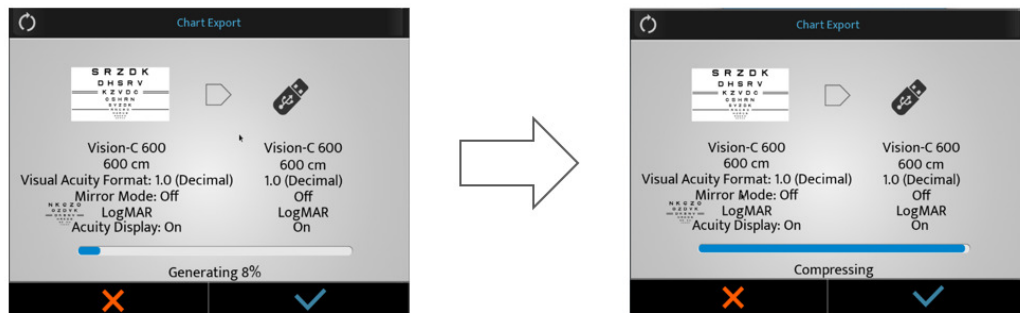 Chart Export
S R Z D K
D H S R V
K Z V D C
C S H R N
Vision-C 600 Vision-C 600
600 cm 600 cm
Visual Acuity Format: 1.0 (Decimal) 1.0 (Decimal)
Mirror Mode: Off Off
N K C Z O
LogMAR LogMAR
Acuity Display: On On
Generating 8%
Chart Export
S R Z D K
D H S R V
K Z V D C
C S H R N
Vision-C 600 Vision-C 600
600 cm 600 cm
Visual Acuity Format: 1.0 (Decimal) 1.0 (Decimal)
Mirror Mode: Off Off
N K C Z O
LogMAR LogMAR
Acuity Display: On On
Compressing